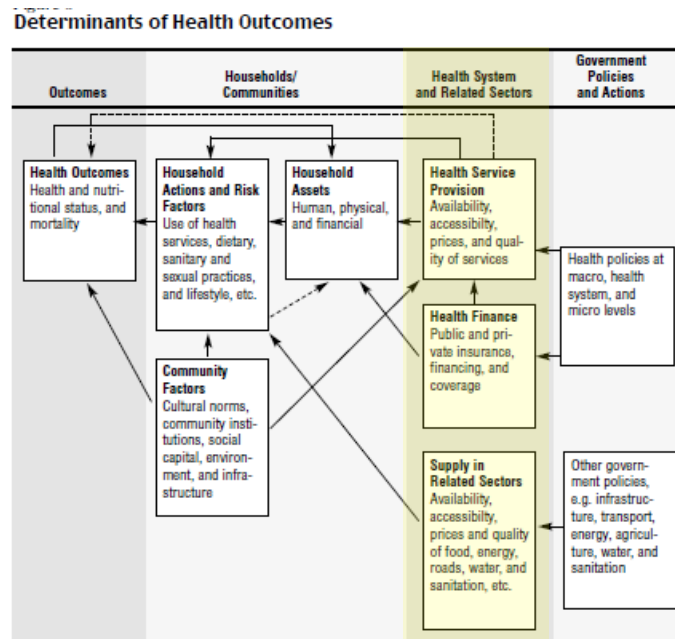 Determinants of Health Outcomes
Outcomes
Households/
Communities
Health System
and Related Sectors
Government
Policies
and Actions
Health Outcomes
Health and nutri-
tional status, and
mortality
Household
Actions and Risk
Factors
Use of health
services, dietary,
sanitary and
sexual practices,
and lifestyle, etc.
Household
Assets
Human, physical,
and financial
Health Service
Provision
Availability,
accessibilty,
prices, and qual-
ity of services
Health policies at
macro, health
system, and
micro levels
Health Finance
Public and pri-
vate insurance,
financing, and
coverage
Community
Factors
Cultural norms,
community insti-
tutions, social
capital, environ-
ment, and infra-
structure
Supply in
Related Sectors
Availability,
accessibilty,
prices and quality
of food, energy,
roads, water, and
sanitation, etc.
Other govern-
ment policies,
e.g. infrastruc-
ture, transport,
energy, agricul-
ture, water, and
sanitation